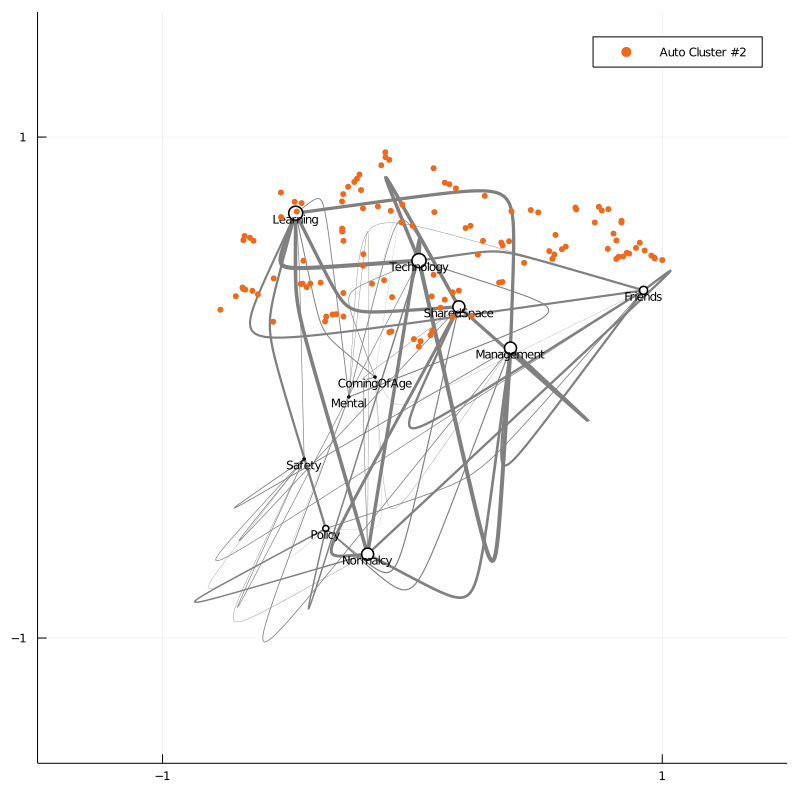 Auto Cluster #2
1
Learning
Technology
Friends
SharedSpace
Management
ComingOfAge
Mental
Safety
Policy
Normalcy
−1
−1
1